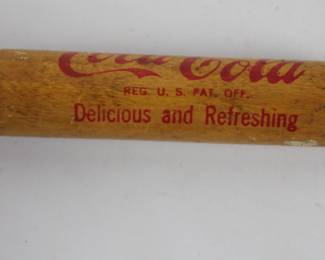 Coca-Cola
REG. U. S. PAT. OFF.
Delicious and Refreshing